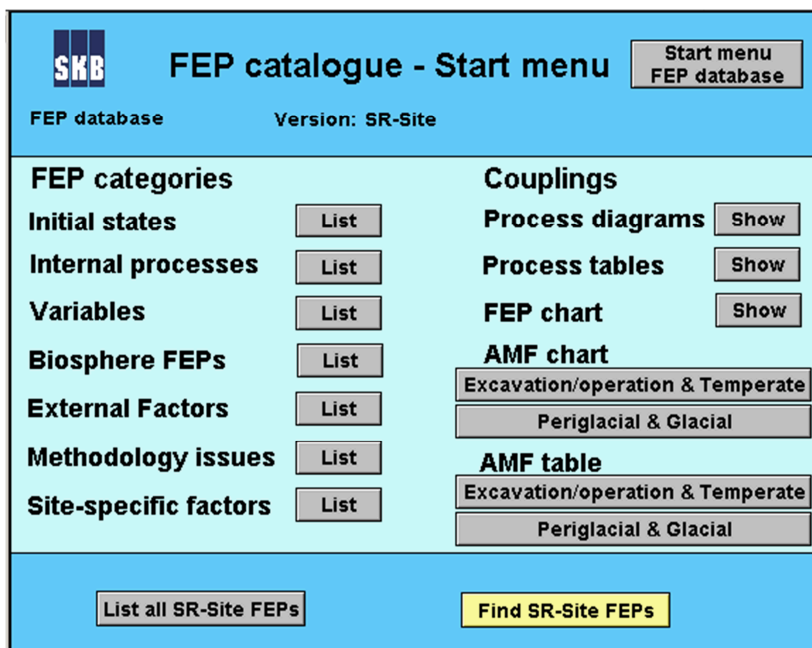 SKB
FEP catalogue - Start menu
Start menu
FEP database
FEP database
Version: SR-Site
FEP categories
Initial states List
Internal processes List
Variables List
Biosphere FEPs List
External Factors List
Methodology issues List
Site-specific factors List
Couplings
Process diagrams Show
Process tables Show
FEP chart Show
AMF chart
Excavation/operation & Temperate
Periglacial & Glacial
AMF table
Excavation/operation & Temperate
Periglacial & Glacial
List all SR-Site FEPs
Find SR-Site FEPs